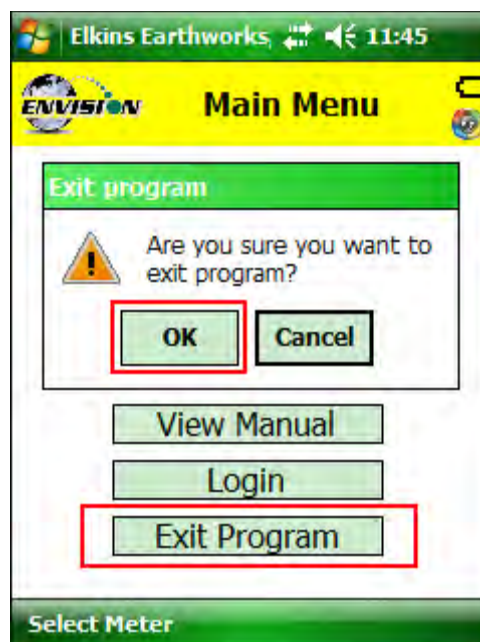 Elkins Earthworks, 11:45
ENVISION Main Menu
Exit program
Are you sure you want to
exit program?
OK Cancel
View Manual
Login
Exit Program
Select Meter